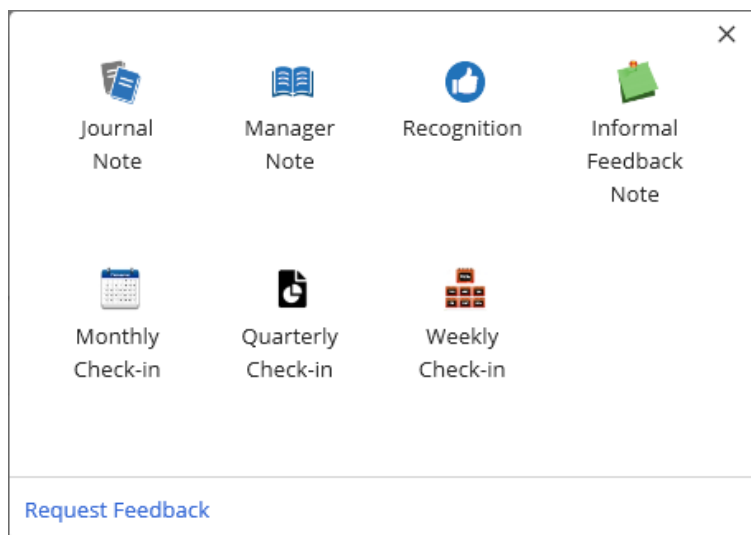 Journal
Note
Manager
Note
Recognition
Informal
Feedback
Note
Monthly
Check-in
Quarterly
Check-in
Weekly
Check-in
Request Feedback